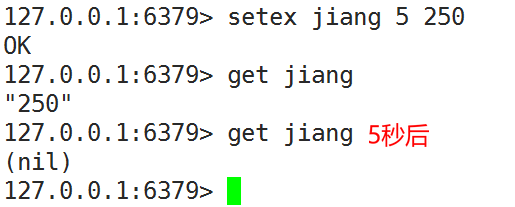 127.0.0.1:6379> setex jiang 5 250
OK
127.0.0.1:6379> get jiang
"250"
127.0.0.1:6379> get jiang 5秒后
(nil)
127.0.0.1:6379>